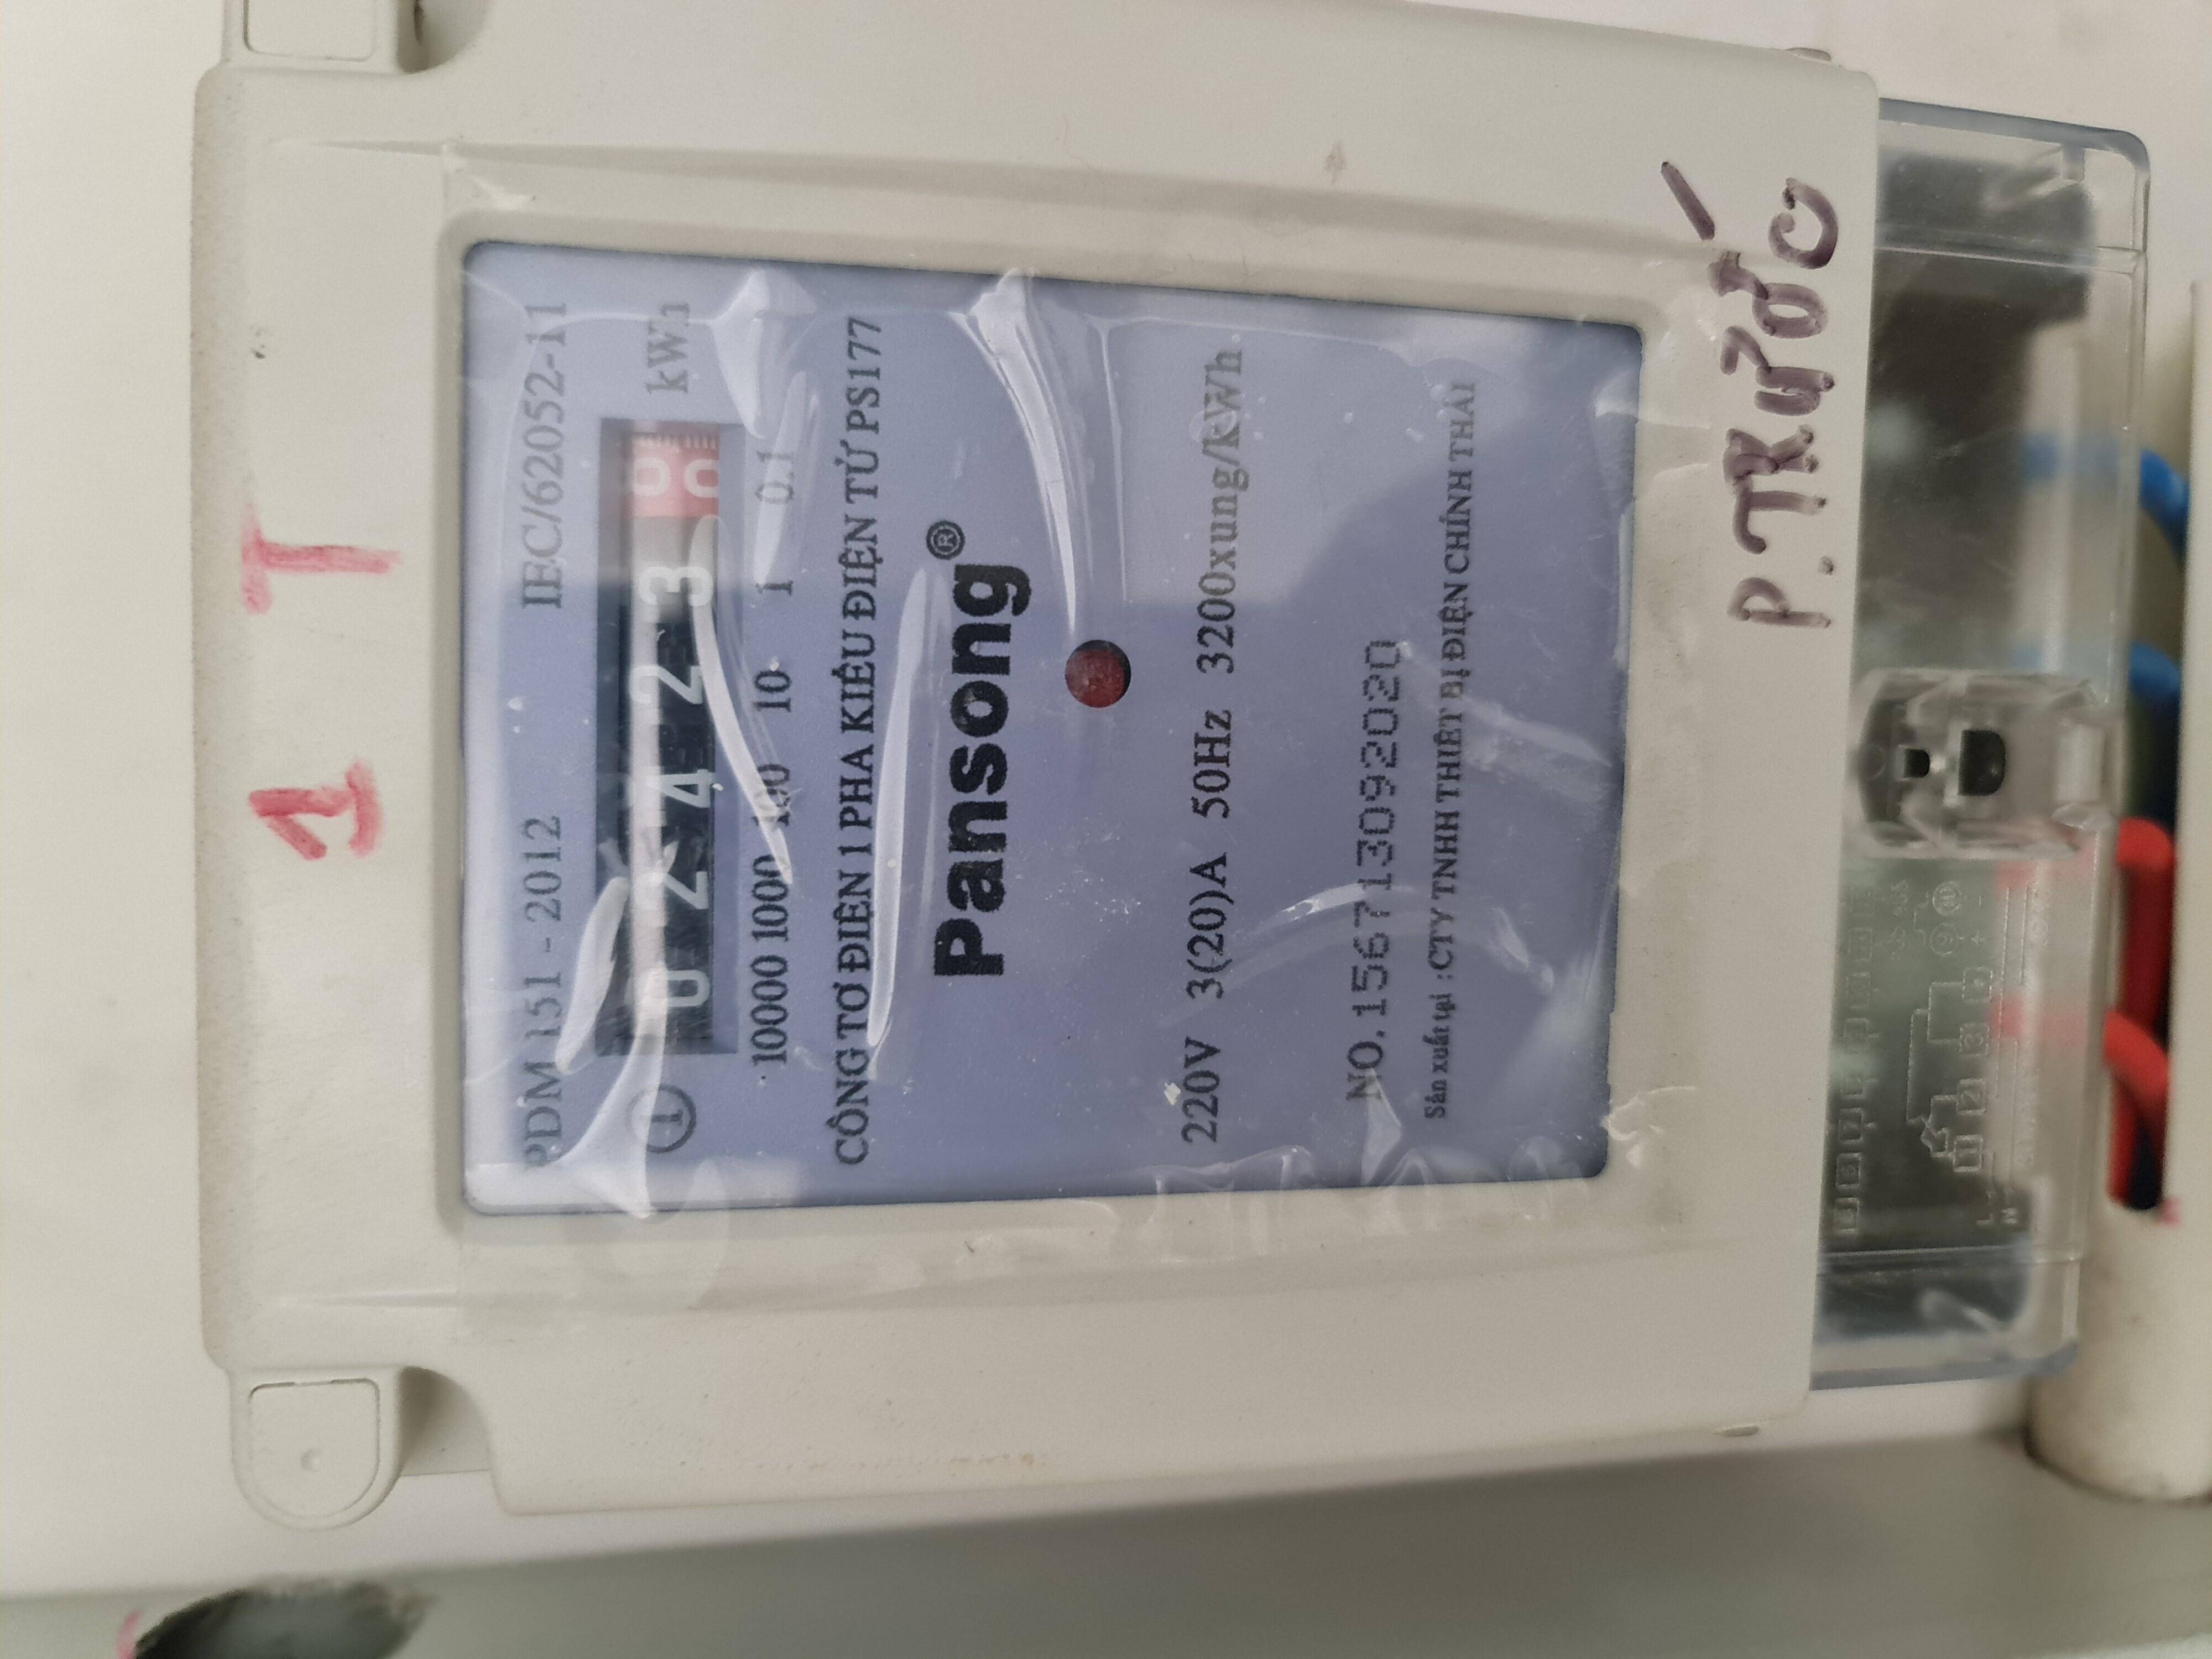 1 T
PDM 151 - 2012 IEC/62052-11
1 0 2 4 2 3 kWh
10000 1000 100 10 1 0.1
CÔNG TƠ ĐIỆN 1 PHA KIỂU ĐIỆN TỬ PS177
Pansong®
220V 3(20)A 50Hz 3200xung/kWh
NO.156713092020
Sản xuất tại : CTY TNHH THIẾT BỊ ĐIỆN CHÍNH THÁI
P.TRƯỚC